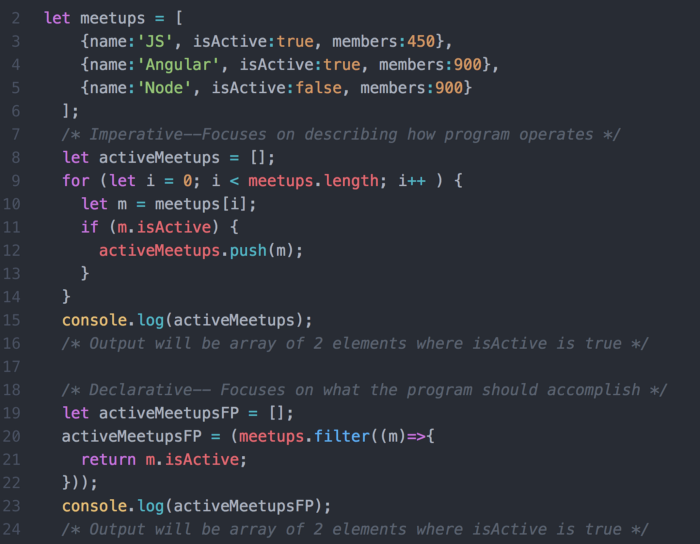 2 let meetups = [
3 {name:'JS', isActive:true, members:450},
4 {name:'Angular', isActive:true, members:900},
5 {name:'Node', isActive:false, members:900}
6 ];
7 /* Imperative––Focuses on describing how program operates */
8 let activeMeetups = [];
9 for (let i = 0; i < meetups.length; i++ ) {
10 let m = meetups[i];
11 if (m.isActive) {
12 activeMeetups.push(m);
13 }
14 }
15 console.log(activeMeetups);
16 /* Output will be array of 2 elements where isActive is true */
17
18 /* Declarative–– Focuses on what the program should accomplish */
19 let activeMeetupsFP = [];
20 activeMeetupsFP = (meetups.filter((m)=>{
21 return m.isActive;
22 }));
23 console.log(activeMeetupsFP);
24 /* Output will be array of 2 elements where isActive is true */